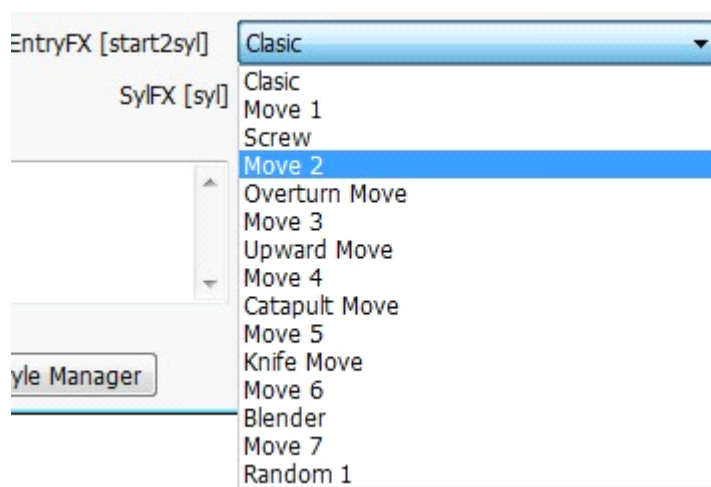 EntryFX [start2syl] Clasic
Clasic
SylFX [syl]
Move 1
Screw
Move 2
Overturn Move
Move 3
Upward Move
Move 4
Catapult Move
Move 5
Knife Move
yle Manager
Move 6
Blender
Move 7
Random 1